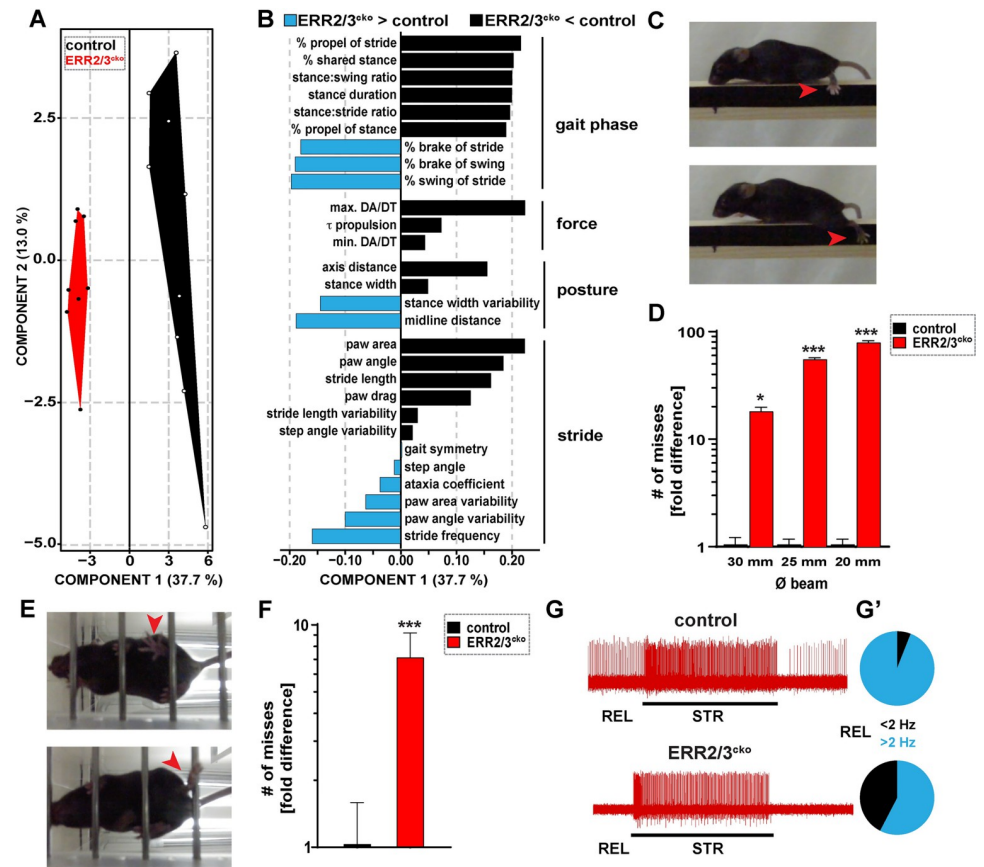 A
control
ERR2/3cko
COMPONENT 2 (13.0 %)
2.5
0.0
−2.5
−5.0
−3
0
3
6
COMPONENT 1 (37.7 %)
B
ERR2/3cko > control
ERR2/3cko < control
% propel of stride
% shared stance
stance:swing ratio
stance duration
stance:stride ratio
% propel of stance
% brake of stride
% brake of swing
% swing of stride
gait phase
max. DA/DT
τ propulsion
min. DA/DT
force
axis distance
stance width
stance width variability
midline distance
posture
paw area
paw angle
stride length
paw drag
stride length variability
step angle variability
gait symmetry
step angle
ataxia coefficient
paw area variability
paw angle variability
stride frequency
stride
−0.20
−0.10
0.00
0.10
0.20
COMPONENT 1 (37.7 %)
C
D
control
ERR2/3cko
# of misses
[fold difference]
100
10
1
*
***
***
30 mm
25 mm
20 mm
Ø beam
E
F
control
ERR2/3cko
# of misses
[fold difference]
10
1
***
G
control
REL
STR
ERR2/3cko
REL
STR
G'
REL
<2 Hz
>2 Hz